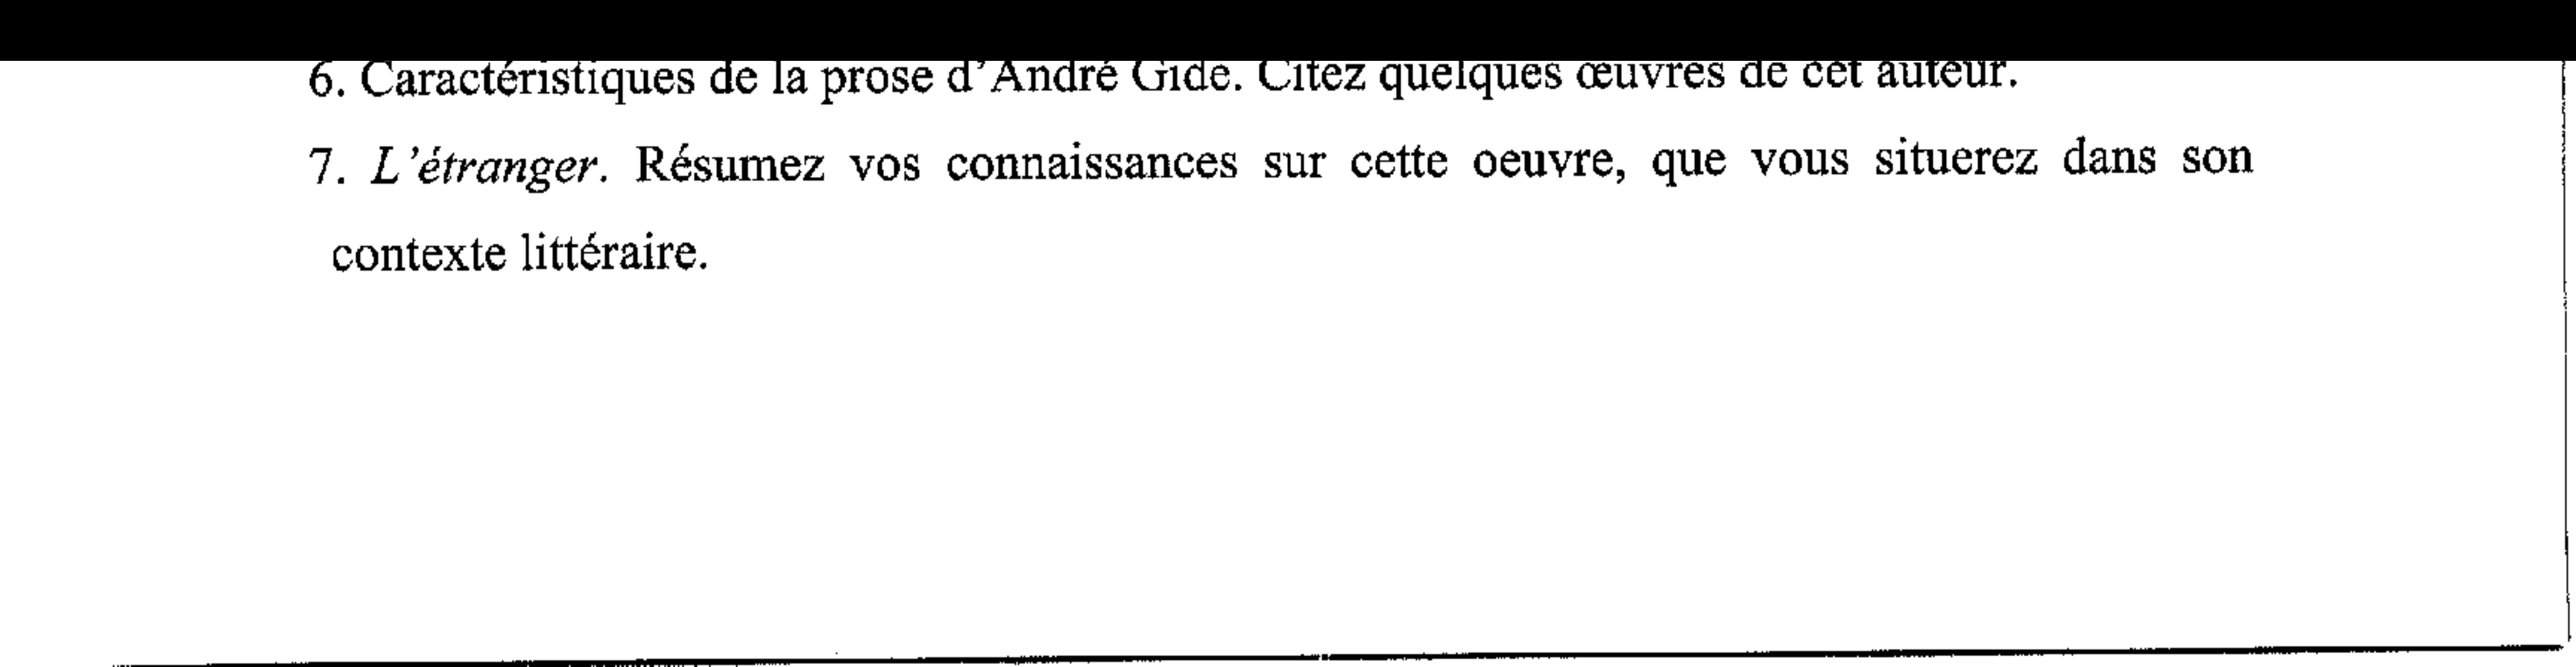 6. Caractéristiques de la prose d’André Gide. Citez quelques œuvres de cet auteur.
7. L’étranger. Résumez vos connaissances sur cette oeuvre, que vous situerez dans son
contexte littéraire.